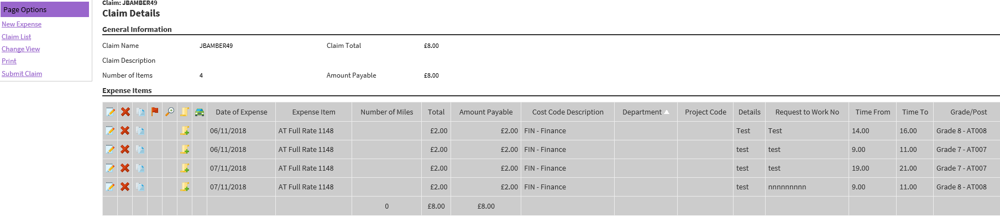 Page Options
New Expense
Claim List
Change View
Print
Submit Claim
Claim: JBAMBER49
Claim Details
General Information
Claim Name JBAMBER49 Claim Total £8.00
Claim Description
Number of Items 4 Amount Payable £8.00
Expense Items
Date of Expense Expense Item Number of Miles Total Amount Payable Cost Code Description Department Project Code Details Request to Work No Time From Time To Grade/Post
06/11/2018 AT Full Rate 1148 £2.00 £2.00 FIN - Finance Test Test 14.00 16.00 Grade 8 - AT008
06/11/2018 AT Full Rate 1148 £2.00 £2.00 FIN - Finance test test 9.00 11.00 Grade 7 - AT007
07/11/2018 AT Full Rate 1148 £2.00 £2.00 FIN - Finance test test 19.00 21.00 Grade 7 - AT007
07/11/2018 AT Full Rate 1148 £2.00 £2.00 FIN - Finance test nnnnnnnnn 9.00 11.00 Grade 8 - AT008
0 £8.00 £8.00